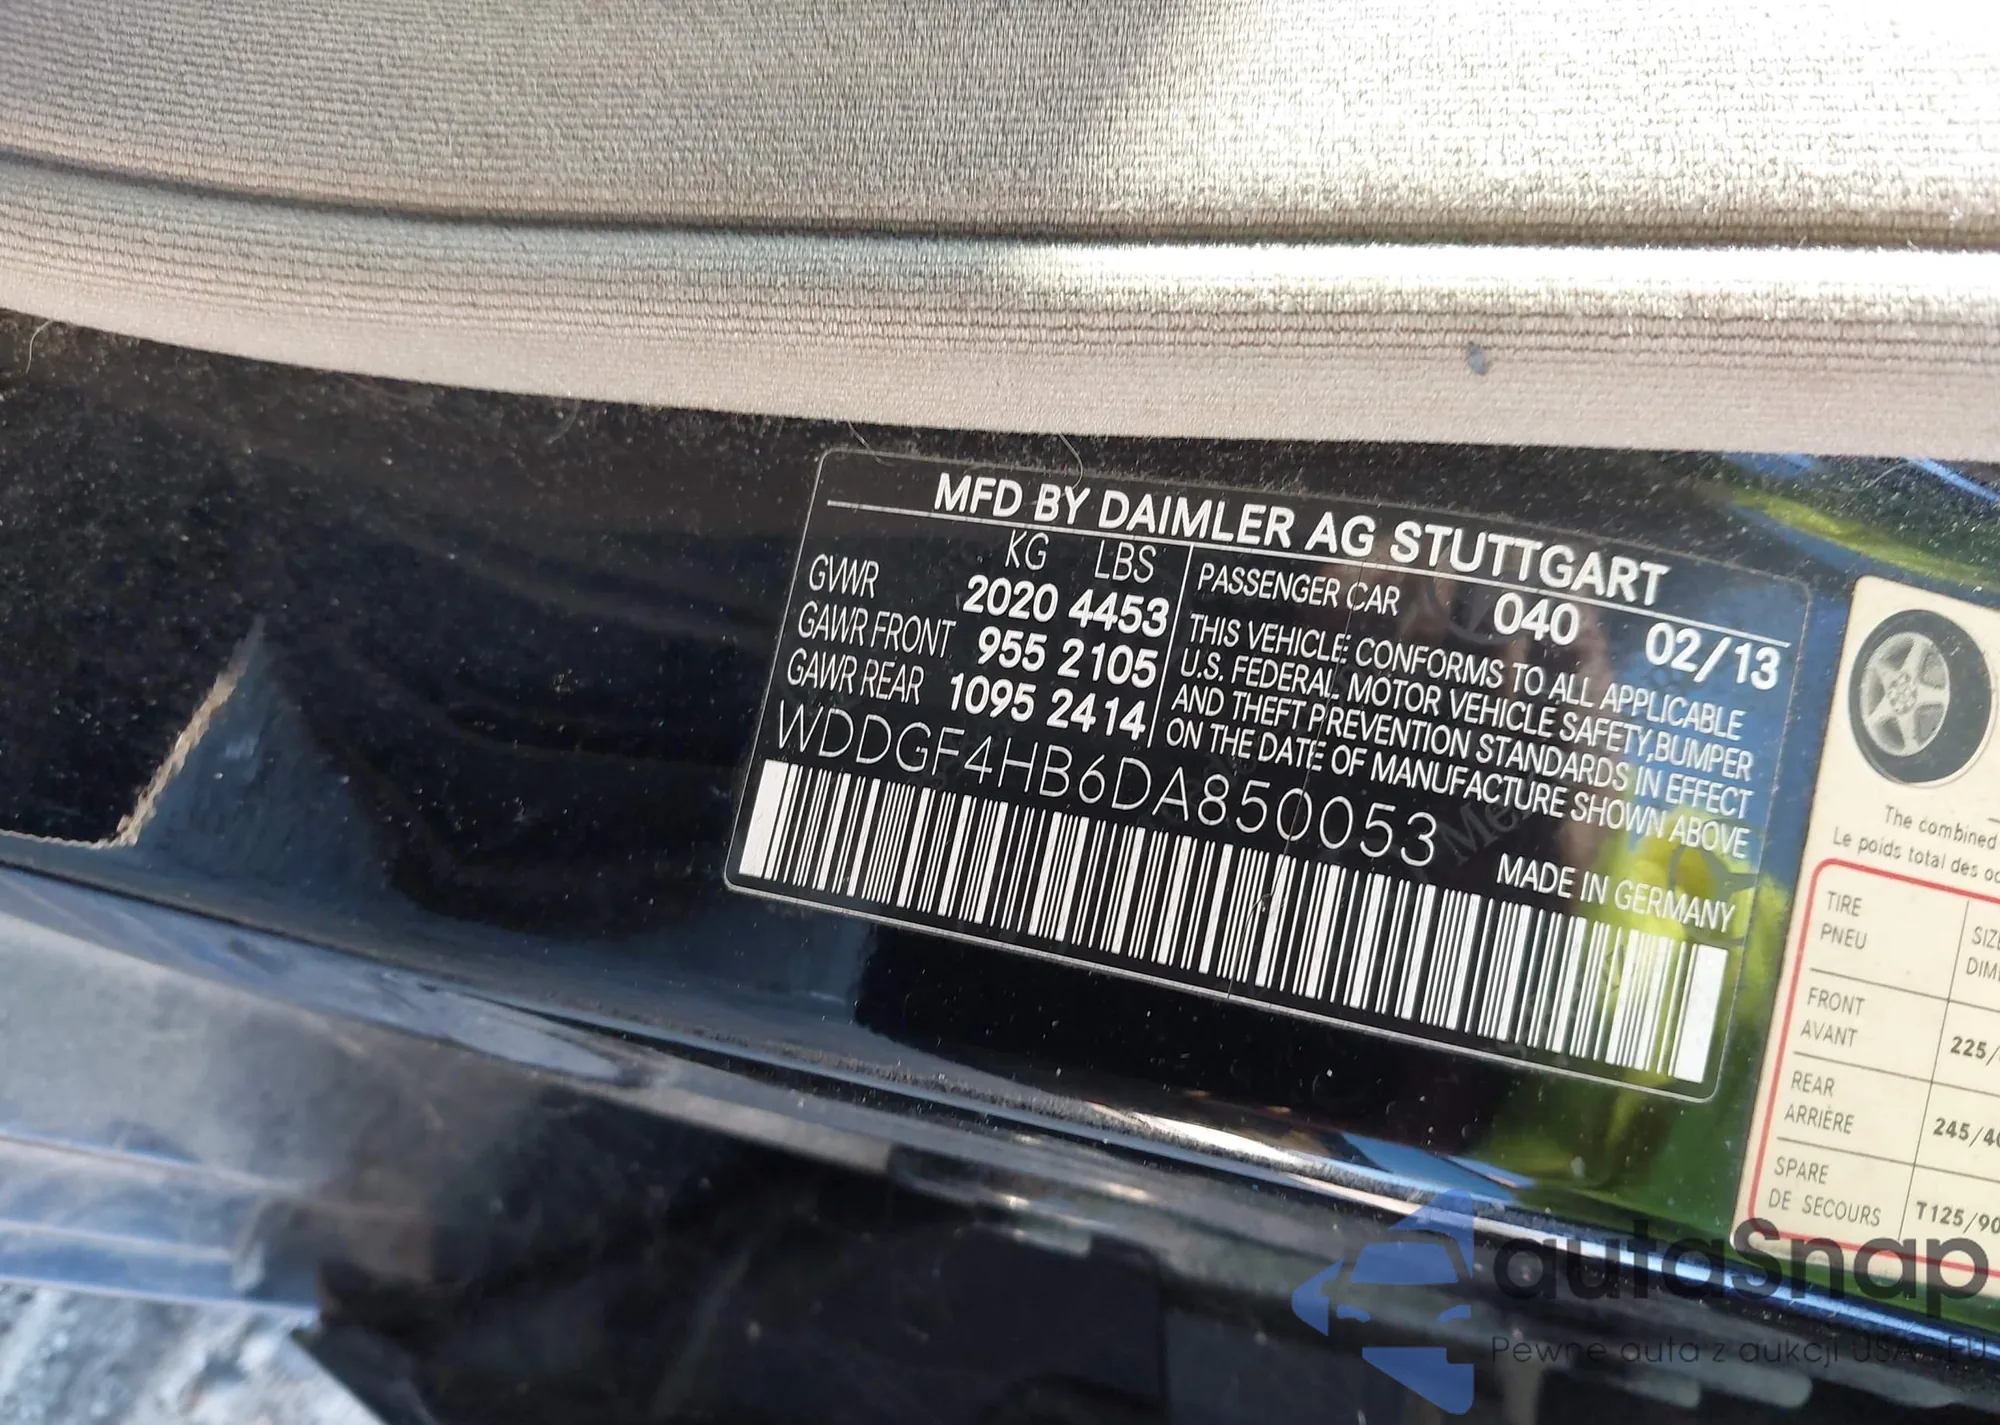 MFD BY DAIMLER AG STUTTGART
KG LBS
GVWR 2020 4453
GAWR FRONT 955 2105
GAWR REAR 1095 2414
PASSENGER CAR 040 02/13
THIS VEHICLE CONFORMS TO ALL APPLICABLE
U.S. FEDERAL MOTOR VEHICLE SAFETY, BUMPER
AND THEFT PREVENTION STANDARDS IN EFFECT
ON THE DATE OF MANUFACTURE SHOWN ABOVE
WDDGF4HB6DA850053
MADE IN GERMANY
The combined
Le poids total des
TIRE
PNEU
FRONT
AVANT
225/
REAR
ARRIÈRE
245/40
SPARE
DE SECOURS
T125/90
autaSnap
Pewne auta z aukcji USA EU